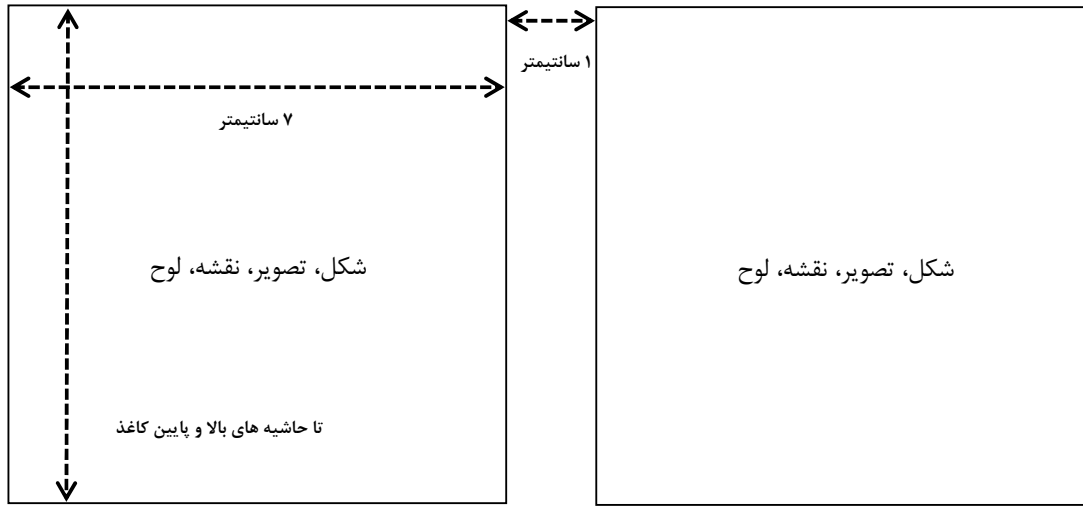 ۱ سانتیمتر
۷ سانتیمتر
شکل، تصویر، نقشه، لوح
شکل، تصویر، نقشه، لوح
تا حاشیه های بالا و پایین کاغذ